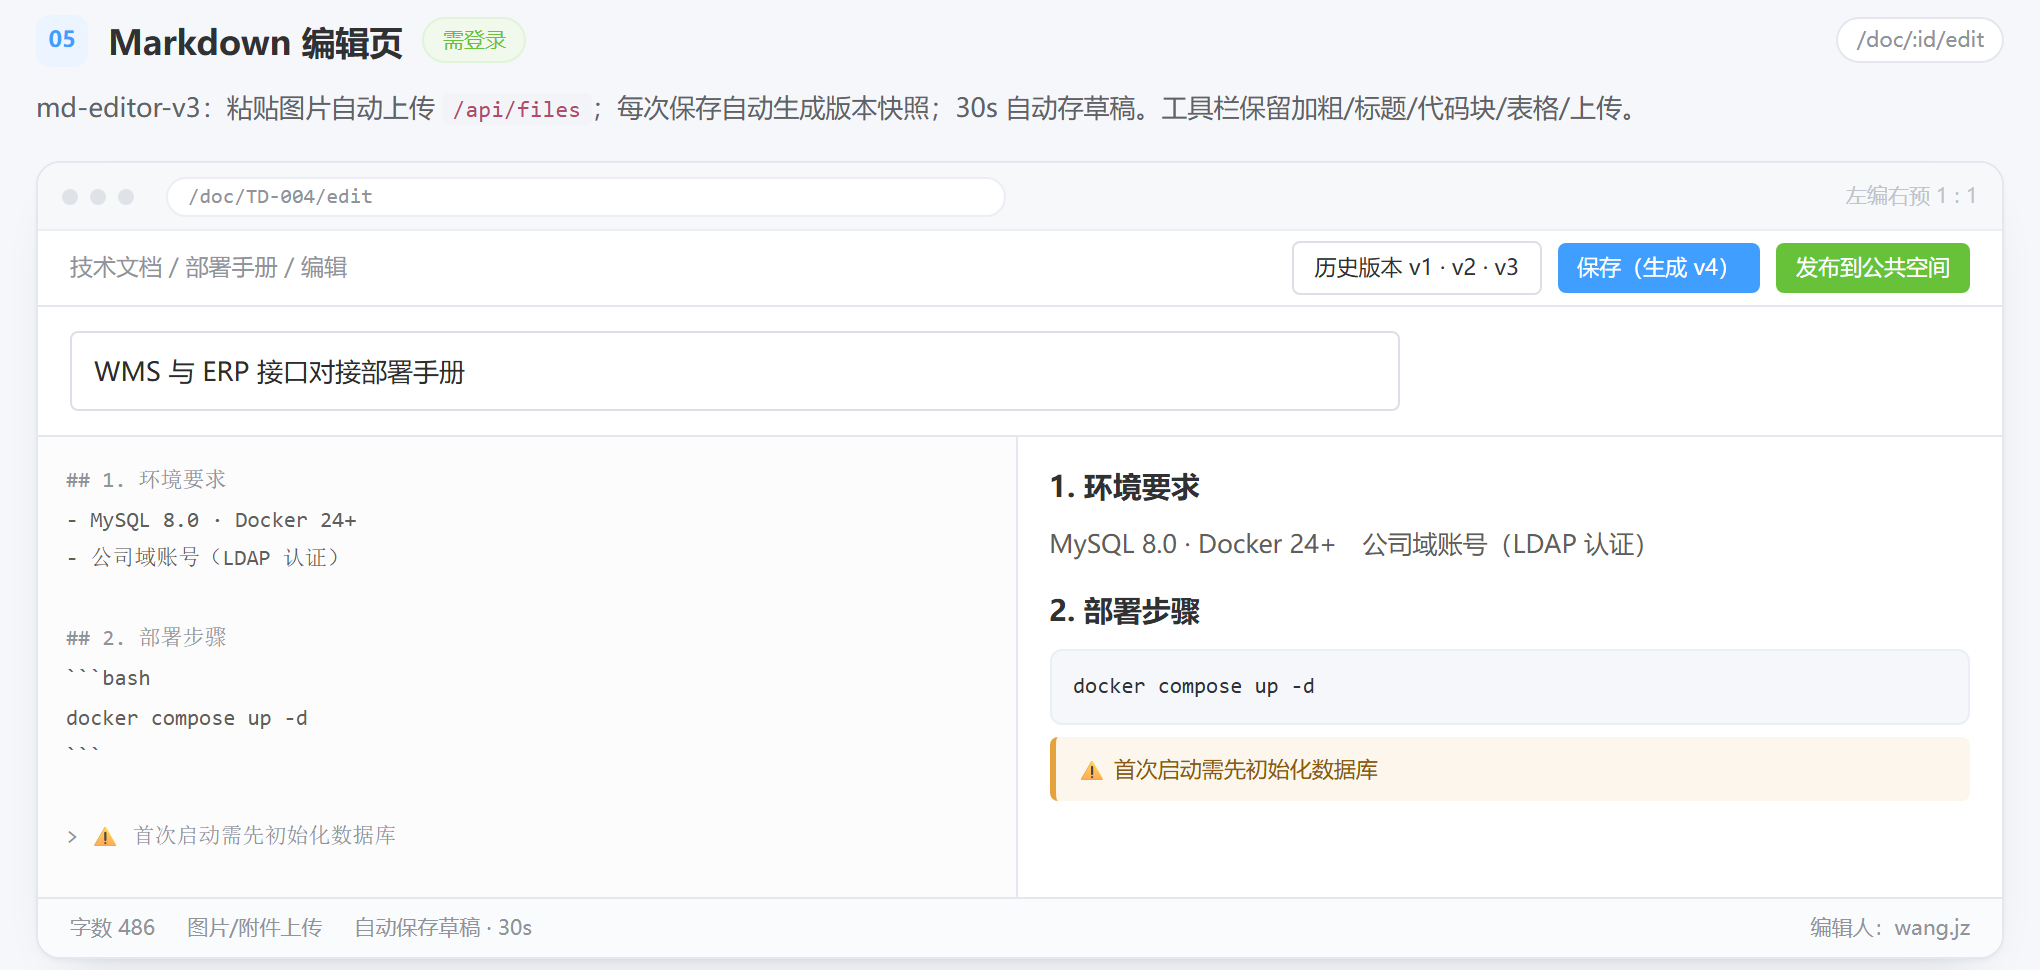 05 Markdown 编辑页 需登录 /doc/:id/edit
md-editor-v3：粘贴图片自动上传 /api/files ；每次保存自动生成版本快照；30s 自动存草稿。工具栏保留加粗/标题/代码块/表格/上传。
/doc/TD-004/edit 左编右预 1 : 1
技术文档 / 部署手册 / 编辑 历史版本 v1 · v2 · v3 保存（生成 v4） 发布到公共空间
WMS 与 ERP 接口对接部署手册
## 1. 环境要求
- MySQL 8.0 · Docker 24+
- 公司域账号（LDAP 认证）
## 2. 部署步骤
```bash
docker compose up -d
```
> ⚠️ 首次启动需先初始化数据库
1. 环境要求
MySQL 8.0 · Docker 24+ 公司域账号（LDAP 认证）
2. 部署步骤
docker compose up -d
⚠️ 首次启动需先初始化数据库
字数 486 图片/附件上传 自动保存草稿 · 30s 编辑人：wang.jz